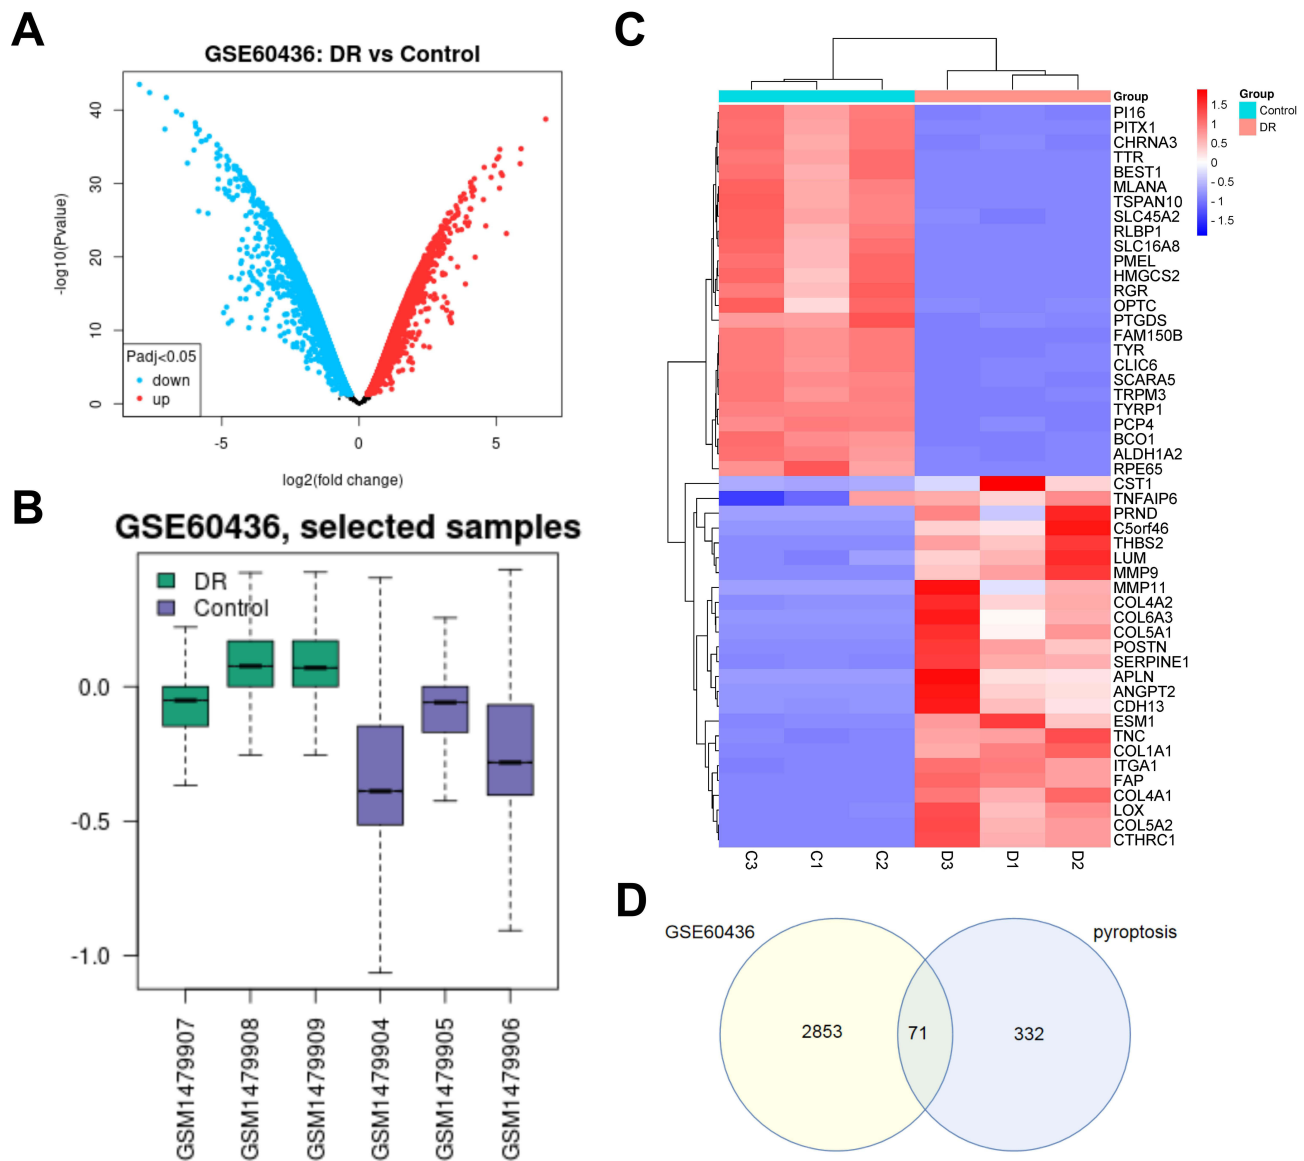 A
GSE60436: DR vs Control
-log10(Pvalue)
40
30
20
10
0
Padj<0.05
down
up
-5
0
5
log2(fold change)
B
GSE60436, selected samples
DR
Control
0.0
-0.5
-1.0
GSM1479907
GSM1479908
GSM1479909
GSM1479904
GSM1479905
GSM1479906
C
Group
PI16
PITX1
CHRNA3
TTR
BEST1
MLANA
TSPAN10
SLC45A2
RLBP1
SLC16A8
PMEL
HMGCS2
RGR
OPTC
PTGDS
FAM150B
TYR
CLIC6
SCARA5
TRPM3
TYRP1
PCP4
BCO1
ALDH1A2
RPE65
CST1
TNFAIP6
PRND
C5orf46
THBS2
LUM
MMP9
MMP11
COL4A2
COL6A3
COL5A1
POSTN
SERPINE1
APLN
ANGPT2
CDH13
ESM1
TNC
COL1A1
ITGA1
FAP
COL4A1
LOX
COL5A2
CTHRC1
C3
C1
C2
D3
D1
D2
1.5
1
0.5
0
- 0.5
- 1
- 1.5
Group
Control
DR
D
GSE60436
pyroptosis
2853
71
332